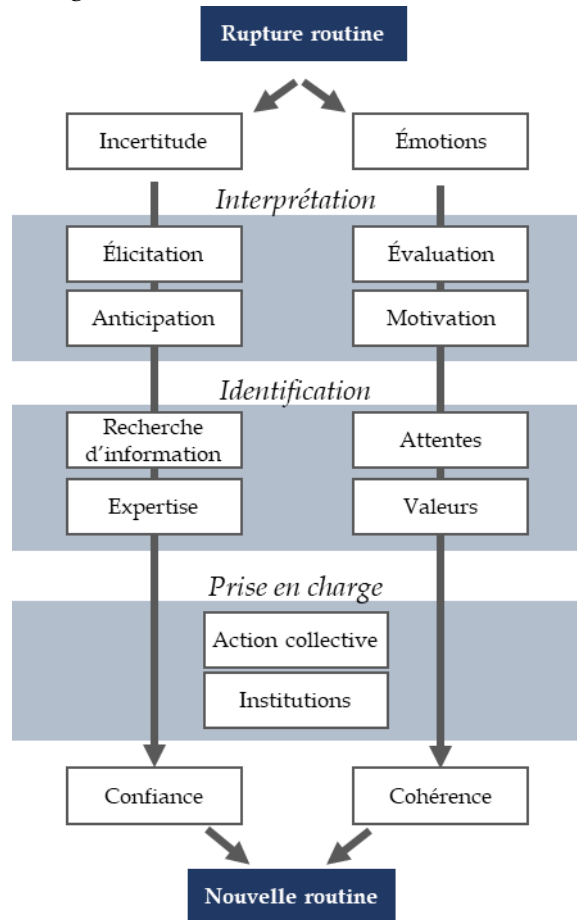 Rupture routine
Incertitude
Émotions
Interprétation
Élicitation
Évaluation
Anticipation
Motivation
Identification
Recherche
d'information
Attentes
Expertise
Valeurs
Prise en charge
Action collective
Institutions
Confiance
Cohérence
Nouvelle routine